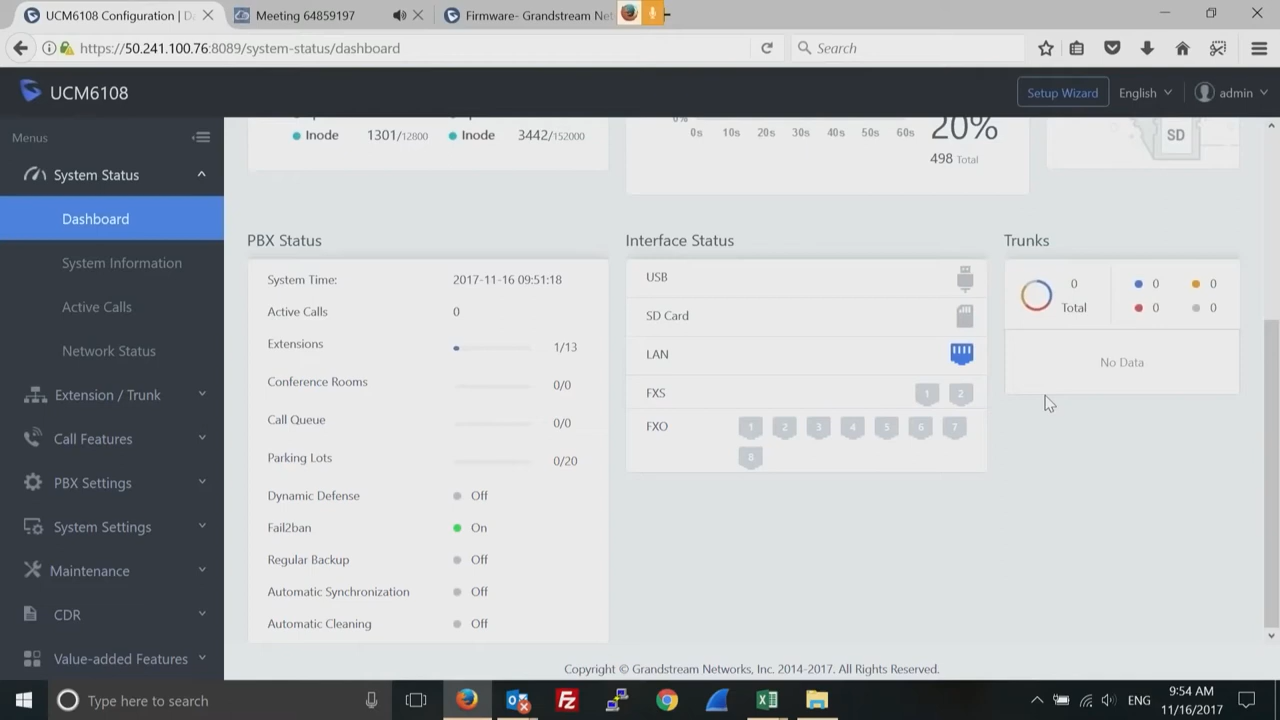 UCM6108 Configuration | D
Meeting 64859197
Firmware- Grandstream Net
https://50.241.100.76:8089/system-status/dashboard
Search
UCM6108
Setup Wizard
English
admin
Menus
System Status
Dashboard
System Information
Active Calls
Network Status
Extension / Trunk
Call Features
PBX Settings
System Settings
Maintenance
CDR
Value-added Features
Inode 1301/12800 Inode 3442/152000
0%
0s 10s 20s 30s 40s 50s 60s
20%
498 Total
SD
PBX Status
System Time: 2017-11-16 09:51:18
Active Calls 0
Extensions 1/13
Conference Rooms 0/0
Call Queue 0/0
Parking Lots 0/20
Dynamic Defense Off
Fail2ban On
Regular Backup Off
Automatic Synchronization Off
Automatic Cleaning Off
Interface Status
USB
SD Card
LAN
FXS 1 2
FXO 1 2 3 4 5 6 7
8
Trunks
0 0 0
Total 0 0
No Data
Copyright © Grandstream Networks, Inc. 2014-2017. All Rights Reserved.
Type here to search
ENG
9:54 AM
11/16/2017